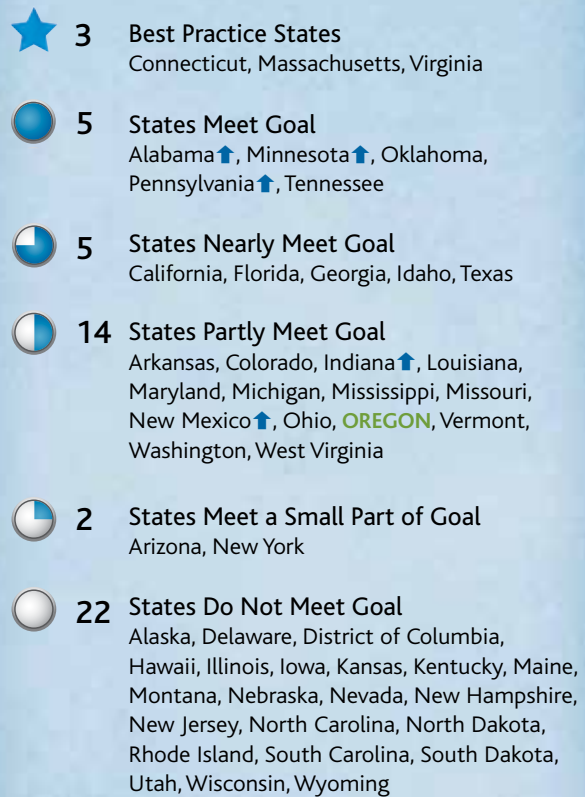 3 Best Practice States
Connecticut, Massachusetts, Virginia
5 States Meet Goal
Alabama⬆, Minnesota⬆, Oklahoma,
Pennsylvania⬆, Tennessee
5 States Nearly Meet Goal
California, Florida, Georgia, Idaho, Texas
14 States Partly Meet Goal
Arkansas, Colorado, Indiana⬆, Louisiana,
Maryland, Michigan, Mississippi, Missouri,
New Mexico⬆, Ohio, OREGON, Vermont,
Washington, West Virginia
2 States Meet a Small Part of Goal
Arizona, New York
22 States Do Not Meet Goal
Alaska, Delaware, District of Columbia,
Hawaii, Illinois, Iowa, Kansas, Kentucky, Maine,
Montana, Nebraska, Nevada, New Hampshire,
New Jersey, North Carolina, North Dakota,
Rhode Island, South Carolina, South Dakota,
Utah, Wisconsin, Wyoming